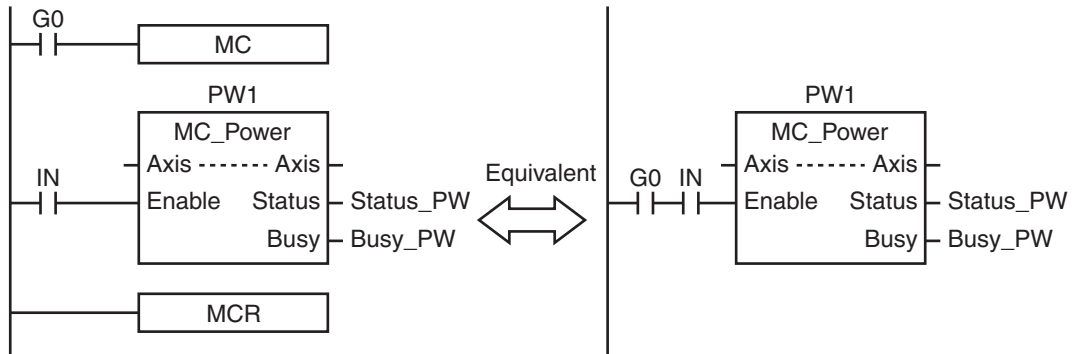 G0
MC
PW1
MC_Power
Axis Axis
IN
Enable Status Status_PW
Busy Busy_PW
MCR
Equivalent
PW1
MC_Power
Axis Axis
G0 IN
Enable Status Status_PW
Busy Busy_PW